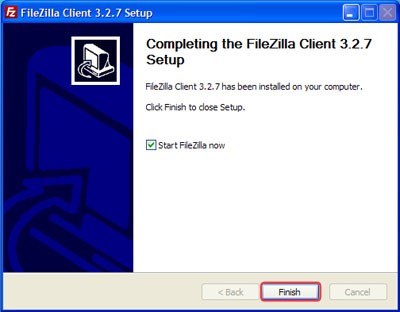 FileZilla Client 3.2.7 Setup
Completing the FileZilla Client 3.2.7
Setup
FileZilla Client 3.2.7 has been installed on your computer.
Click Finish to close Setup.
Start FileZilla now
< Back
Finish
Cancel